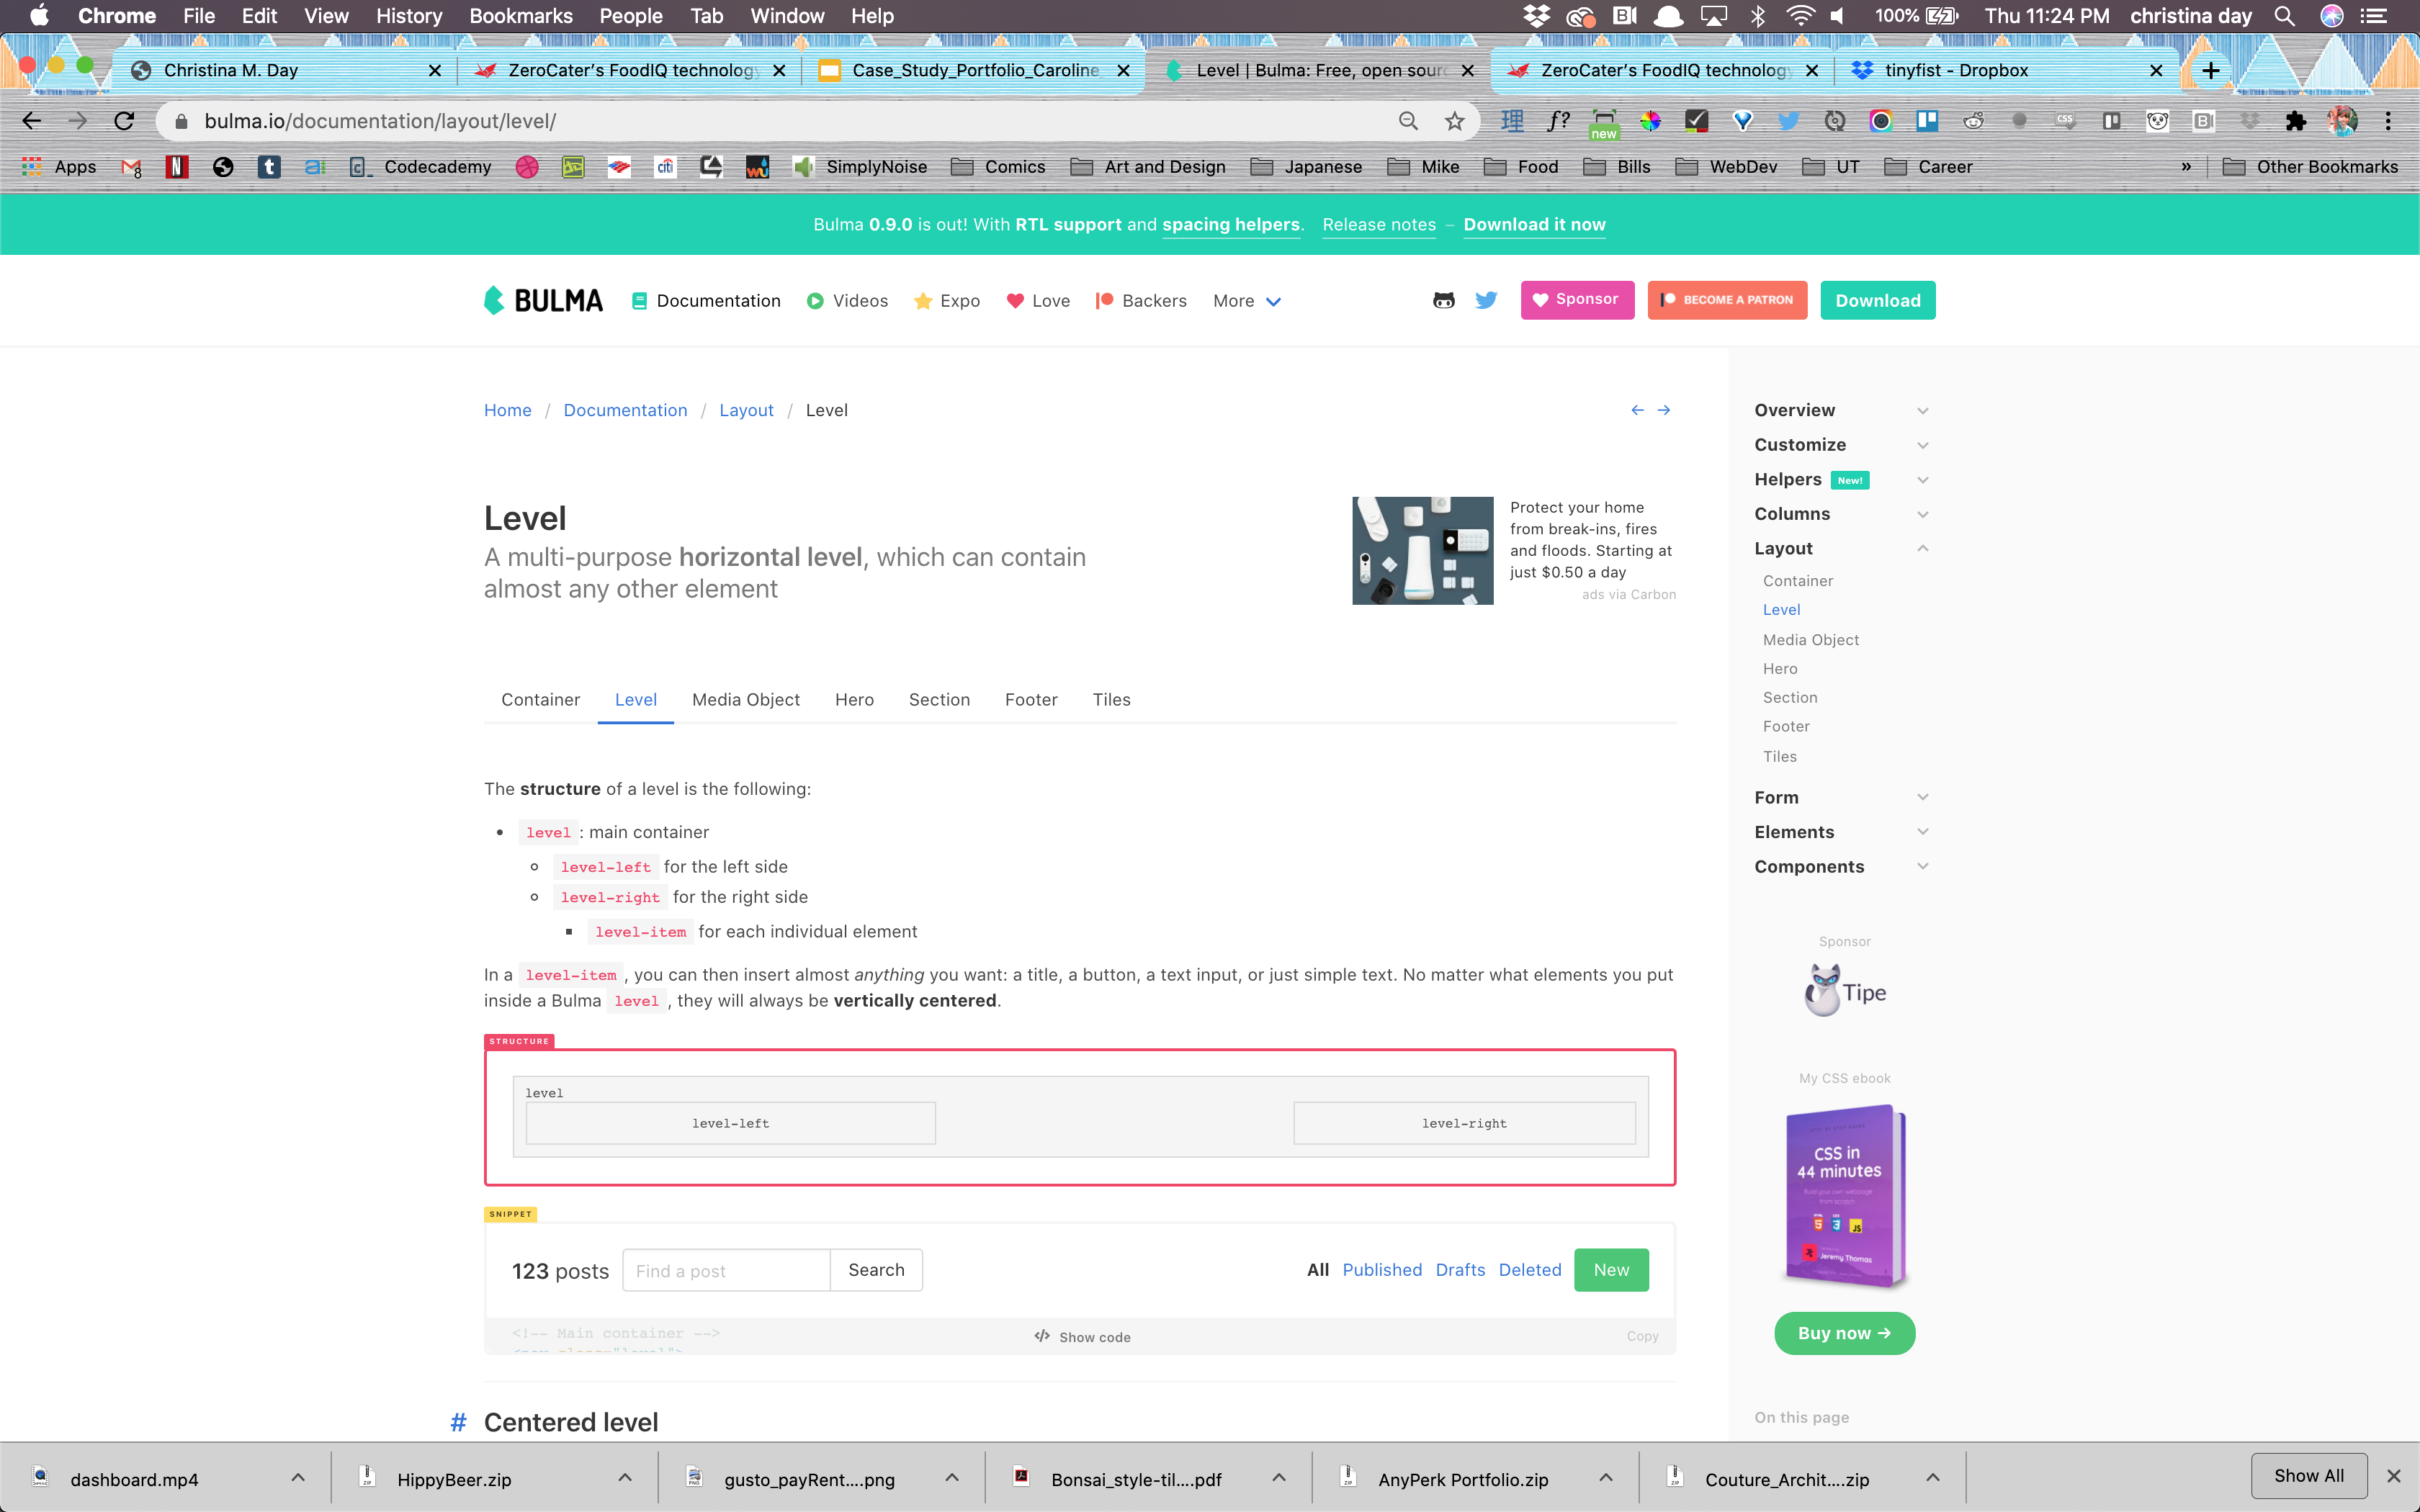 Chrome File Edit View History Bookmarks People Tab Window Help 100% Thu 11:24 PM christina day
Christina M. Day ZeroCater's FoodIQ technology Case_Study_Portfolio_Caroline_ Level | Bulma: Free, open sour ZeroCater's FoodIQ technology tinyfist - Dropbox
bulma.io/documentation/layout/level/ new
Apps Codecademy SimplyNoise Comics Art and Design Japanese Mike Food Bills WebDev UT Career » Other Bookmarks
Bulma 0.9.0 is out! With RTL support and spacing helpers. Release notes – Download it now
BULMA Documentation Videos Expo Love Backers More Sponsor BECOME A PATRON Download
Home / Documentation / Layout / Level ← →
Level
A multi-purpose horizontal level, which can contain
almost any other element
Protect your home
from break-ins, fires
and floods. Starting at
just $0.50 a day
ads via Carbon
Container Level Media Object Hero Section Footer Tiles
The structure of a level is the following:
• level : main container
level-left for the left side
level-right for the right side
level-item for each individual element
In a level-item , you can then insert almost anything you want: a title, a button, a text input, or just simple text. No matter what elements you put
inside a Bulma level , they will always be vertically centered.
STRUCTURE
level
level-left level-right
SNIPPET
123 posts Find a post Search All Published Drafts Deleted New
<!-- Main container -->
<nav class="level">
</> Show code Copy
# Centered level
Overview
Customize
Helpers New!
Columns
Layout
Container
Level
Media Object
Hero
Section
Footer
Tiles
Form
Elements
Components
Sponsor
Tipe
My CSS ebook
CSS in
44 minutes
Build your own webpage
from scratch
Jeremy Thomas
Buy now →
On this page
dashboard.mp4 HippyBeer.zip gusto_payRent....png Bonsai_style-til....pdf AnyPerk Portfolio.zip Couture_Archit....zip Show All